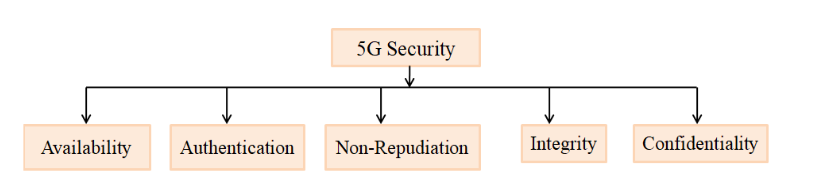 5G Security
Availability
Authentication
Non-Repudiation
Integrity
Confidentiality